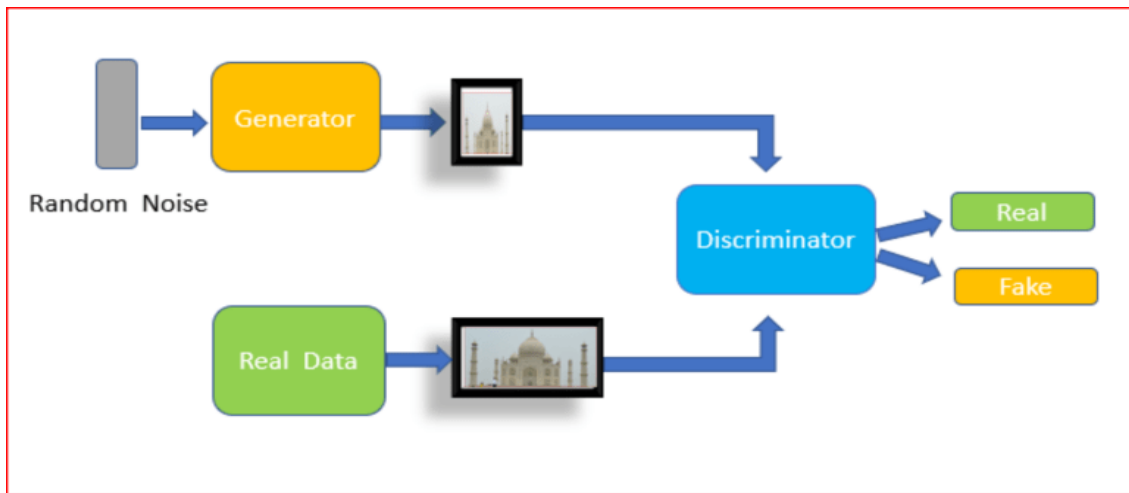 Generator
Random Noise
Discriminator
Real
Fake
Real Data